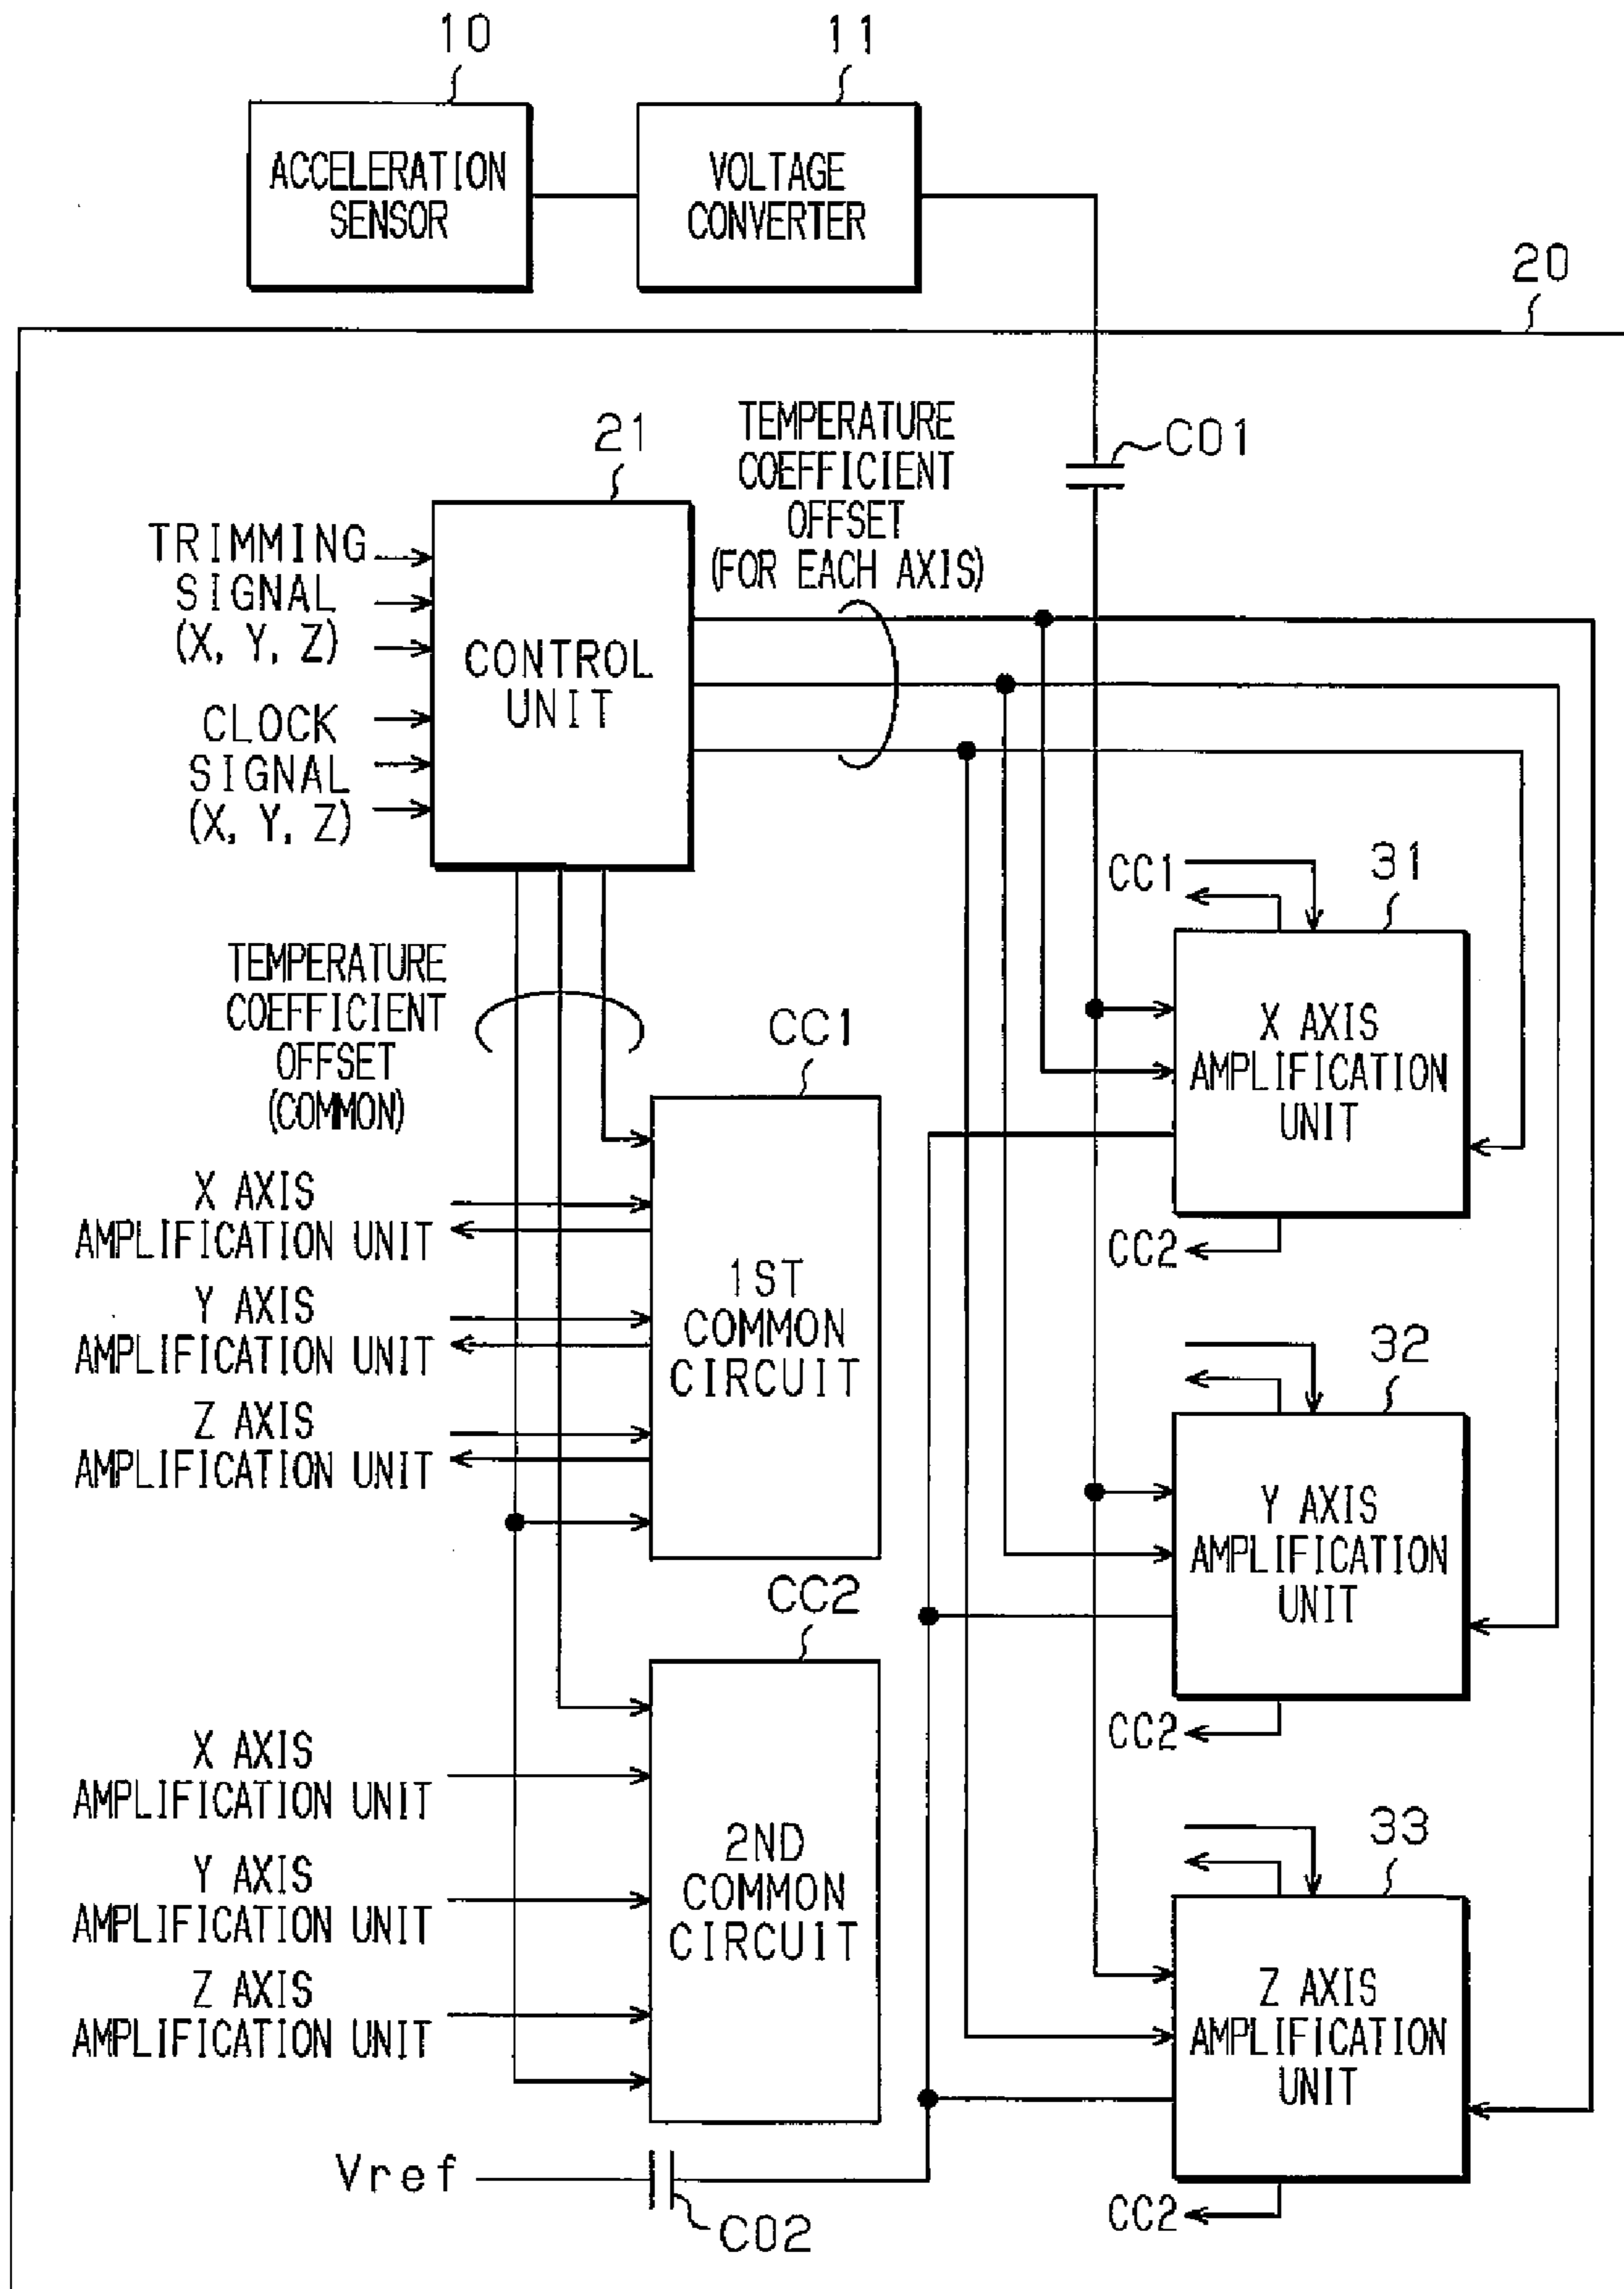 10
11
ACCELERATION
SENSOR
VOLTAGE
CONVERTER
20
21
TEMPERATURE
COEFFICIENT
OFFSET
(FOR EACH AXIS)
C01
TRIMMING
SIGNAL
(X, Y, Z)
CLOCK
SIGNAL
(X, Y, Z)
CONTROL
UNIT
CC1
31
X AXIS
AMPLIFICATION
UNIT
CC2
TEMPERATURE
COEFFICIENT
OFFSET
(COMMON)
CC1
X AXIS
AMPLIFICATION UNIT
Y AXIS
AMPLIFICATION UNIT
Z AXIS
AMPLIFICATION UNIT
1ST
COMMON
CIRCUIT
32
Y AXIS
AMPLIFICATION
UNIT
CC2
CC2
X AXIS
AMPLIFICATION UNIT
Y AXIS
AMPLIFICATION UNIT
Z AXIS
AMPLIFICATION UNIT
2ND
COMMON
CIRCUIT
33
Z AXIS
AMPLIFICATION
UNIT
CC2
Vref
C02